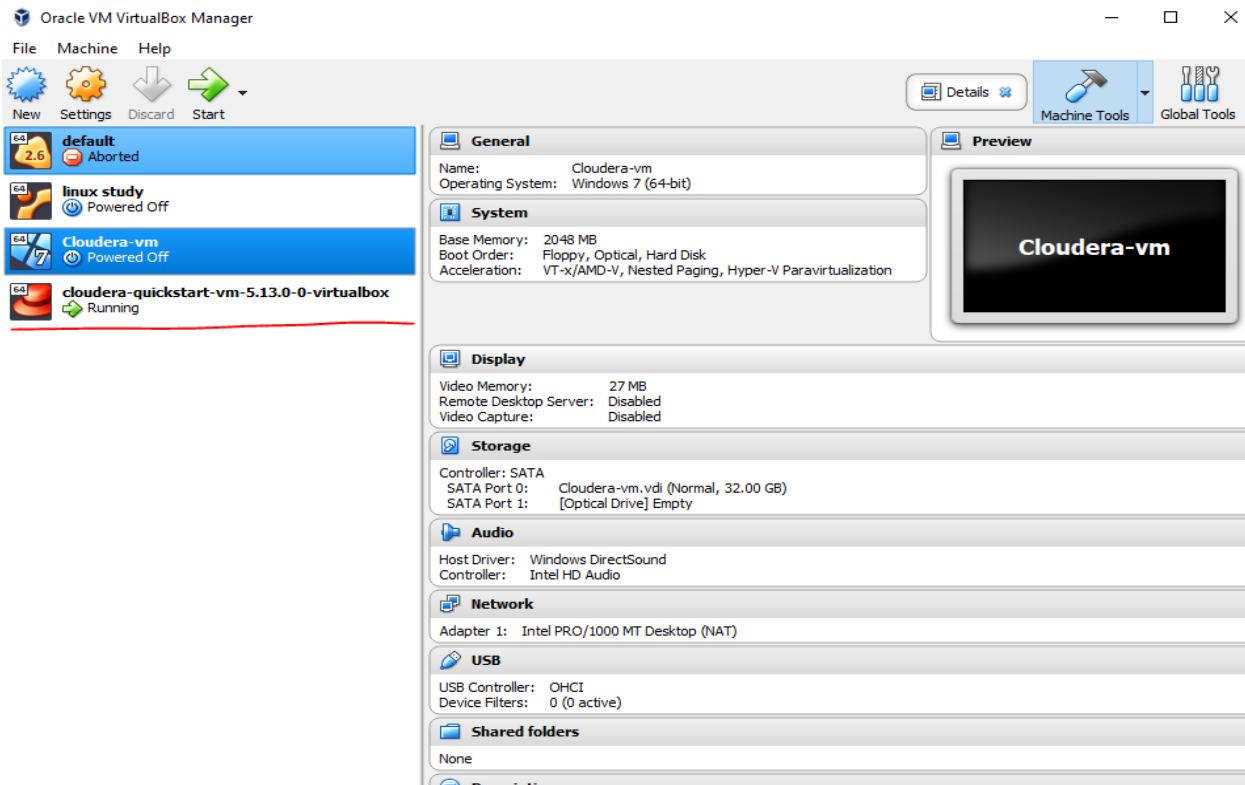 Oracle VM VirtualBox Manager
File Machine Help
New Settings Discard Start
Details
Machine Tools
Global Tools
64
2.6
default
Aborted
64
linux study
Powered Off
64
7
Cloudera-vm
Powered Off
64
cloudera-quickstart-vm-5.13.0-0-virtualbox
Running
General
Name: Cloudera-vm
Operating System: Windows 7 (64-bit)
System
Base Memory: 2048 MB
Boot Order: Floppy, Optical, Hard Disk
Acceleration: VT-x/AMD-V, Nested Paging, Hyper-V Paravirtualization
Preview
Cloudera-vm
Display
Video Memory: 27 MB
Remote Desktop Server: Disabled
Video Capture: Disabled
Storage
Controller: SATA
SATA Port 0: Cloudera-vm.vdi (Normal, 32.00 GB)
SATA Port 1: [Optical Drive] Empty
Audio
Host Driver: Windows DirectSound
Controller: Intel HD Audio
Network
Adapter 1: Intel PRO/1000 MT Desktop (NAT)
USB
USB Controller: OHCI
Device Filters: 0 (0 active)
Shared folders
None